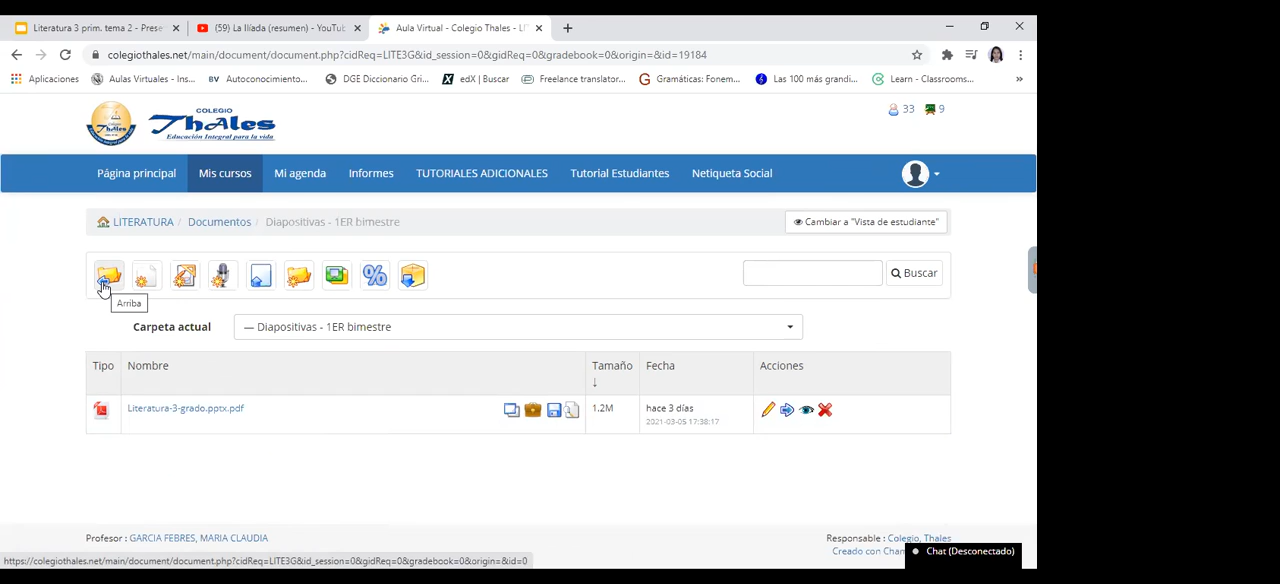 Literatura 3 prim. tema 2 - Prese
(59) La Ilíada (resumen) - YouTub
Aula Virtual - Colegio Thales - LI
colegiothales.net/main/document/document.php?cidReq=LITE3G&id_session=0&gidReq=0&gradebook=0&origin=&id=19184
Aplicaciones
Aulas Virtuales - Ins...
BV Autoconocimiento...
DGE Diccionario Gri...
X edX | Buscar
Freelance translator...
G Gramáticas: Fonem...
Las 100 más grandi...
Learn - Classrooms...
»
COLEGIO
Thales
Educación Integral para la vida
33
9
Página principal
Mis cursos
Mi agenda
Informes
TUTORIALES ADICIONALES
Tutorial Estudiantes
Netiqueta Social
LITERATURA / Documentos / Diapositivas - 1ER bimestre
Cambiar a "Vista de estudiante"
Buscar
Arriba
Carpeta actual
— Diapositivas - 1ER bimestre
Tipo
Nombre
Tamaño ↓
Fecha
Acciones
Literatura-3-grado.pptx.pdf
1.2M
hace 3 días
2021-03-05 17:38:17
Profesor : GARCIA FEBRES, MARIA CLAUDIA
Responsable : Colegio, Thales
Creado con Cham
Chat (Desconectado)
https://colegiothales.net/main/document/document.php?cidReq=LITE3G&id_session=0&gidReq=0&gradebook=0&origin=&id=0